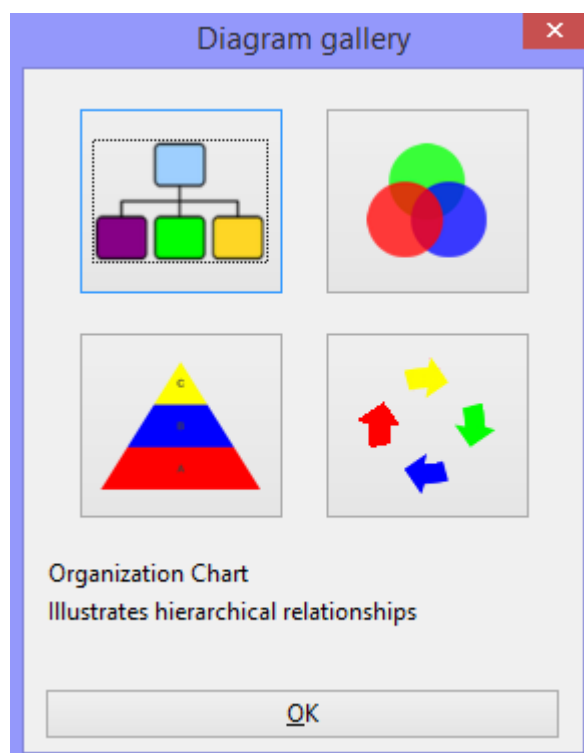 Diagram gallery
C
B
A
Organization Chart
Illustrates hierarchical relationships
OK